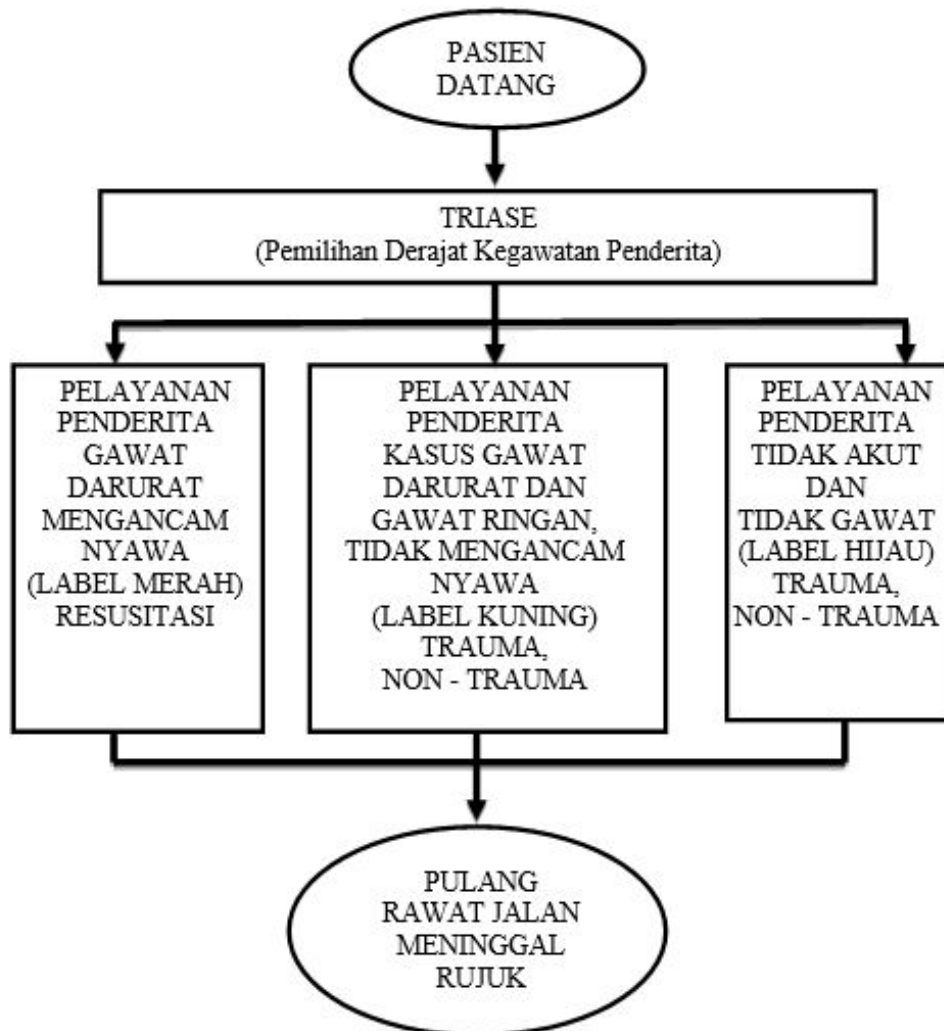 PASIEN
DATANG
TRIASE
(Pemilihan Derajat Kegawatan Penderita)
PELAYANAN
PENDERITA
GAWAT
DARURAT
MENGANCAM
NYAWA
(LABEL MERAH)
RESUSITASI
PELAYANAN
PENDERITA
KASUS GAWAT
DARURAT DAN
GAWAT RINGAN,
TIDAK MENGANCAM
NYAWA
(LABEL KUNING)
TRAUMA,
NON - TRAUMA
PELAYANAN
PENDERITA
TIDAK AKUT
DAN
TIDAK GAWAT
(LABEL HIJAU)
TRAUMA,
NON - TRAUMA
PULANG
RAWAT JALAN
MENINGGAL
RUJUK